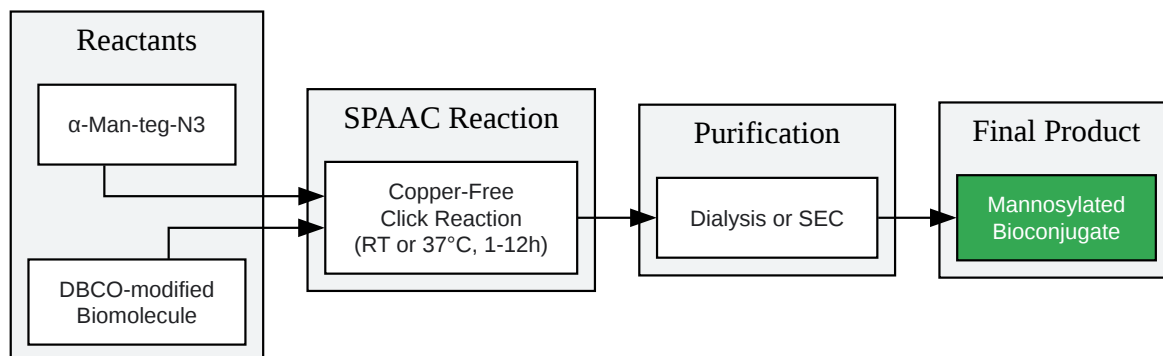 Reactants
α-Man-teg-N3
DBCO-modified
Biomolecule
SPAAC Reaction
Copper-Free
Click Reaction
(RT or 37°C, 1-12h)
Purification
Dialysis or SEC
Final Product
Mannosylated
Bioconjugate